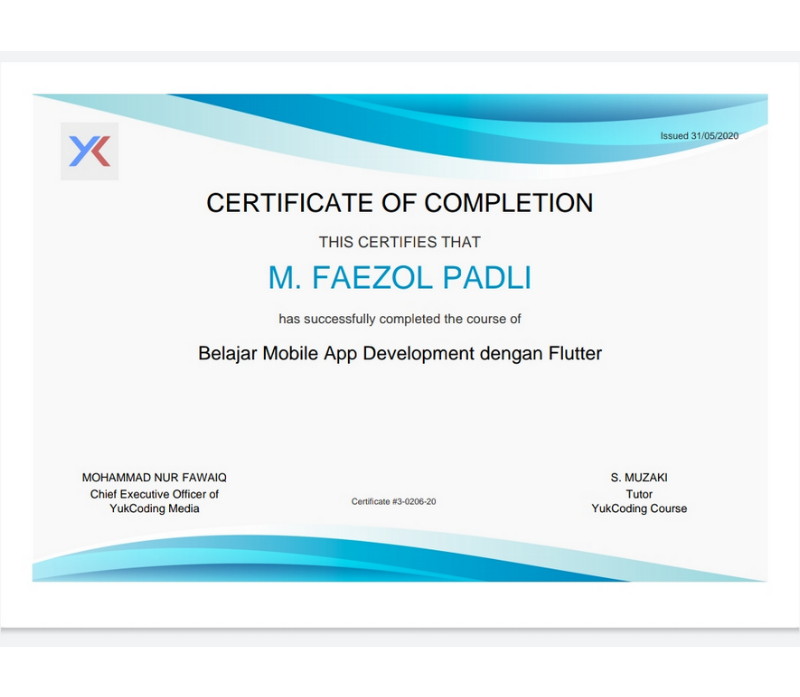 Issued 31/05/2020
CERTIFICATE OF COMPLETION
THIS CERTIFIES THAT
M. FAEZOL PADLI
has successfully completed the course of
Belajar Mobile App Development dengan Flutter
MOHAMMAD NUR FAWAIQ
Chief Executive Officer of
YukCoding Media
Certificate #3-0206-20
S. MUZAKI
Tutor
YukCoding Course